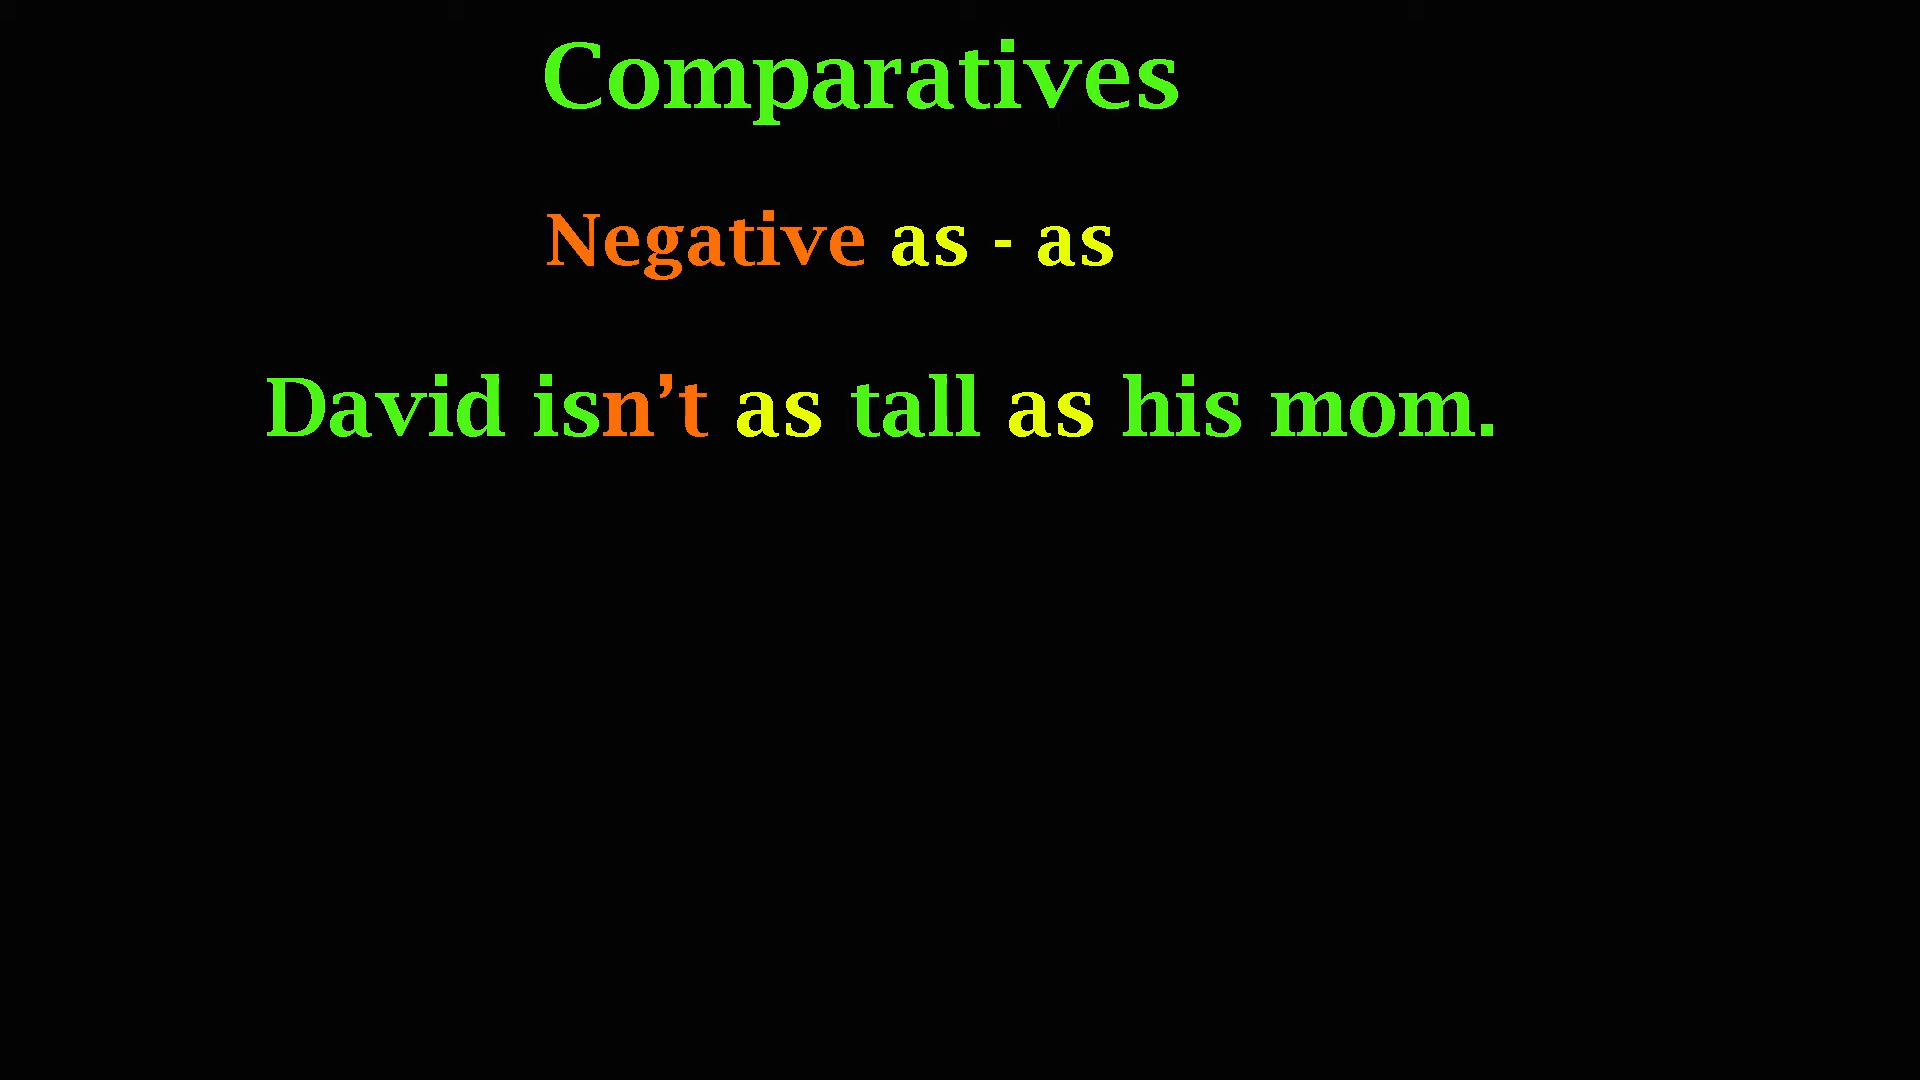 Comparatives
Negative as - as
David isn’t as tall as his mom.